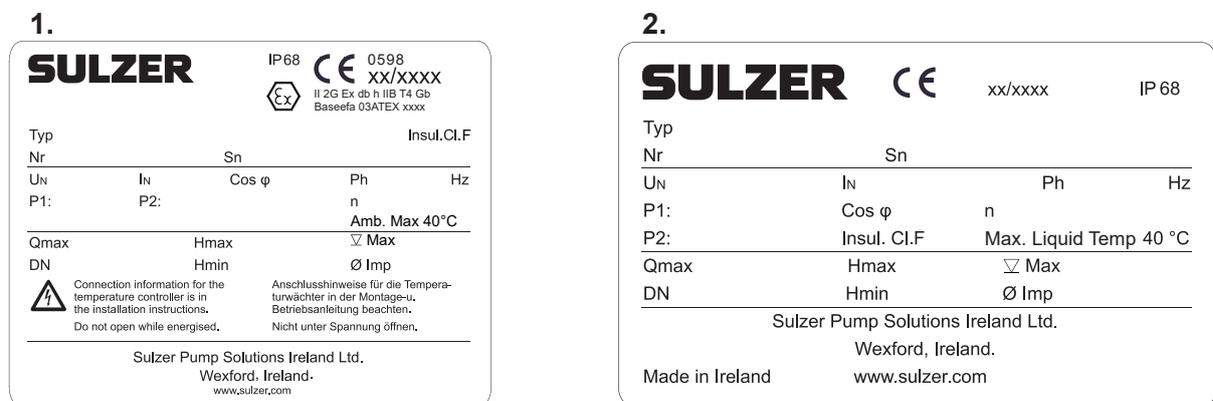 1.
SULZER IP68 CE 0598
xx/xxxx
Ex II 2G Ex db h IIB T4 Gb
Baseefa 03ATEX xxxx
Typ Insul.Cl.F
Nr Sn
UN IN Cos φ Ph Hz
P1: P2: n
Amb. Max 40°C
Qmax Hmax ▽ Max
DN Hmin Ø Imp
Connection information for the
temperature controller is in
the installation instructions.
Do not open while energised.
Anschlusshinweise für die Tempera-
turwächter in der Montage-u.
Betriebsanleitung beachten.
Nicht unter Spannung öffnen.
Sulzer Pump Solutions Ireland Ltd.
Wexford, Ireland.
www.sulzer.com
2.
SULZER CE xx/xxxx IP 68
Typ
Nr Sn
UN IN Ph Hz
P1: Cos φ n
P2: Insul. Cl.F Max. Liquid Temp 40 °C
Qmax Hmax ▽ Max
DN Hmin Ø Imp
Sulzer Pump Solutions Ireland Ltd.
Wexford, Ireland.
Made in Ireland www.sulzer.com